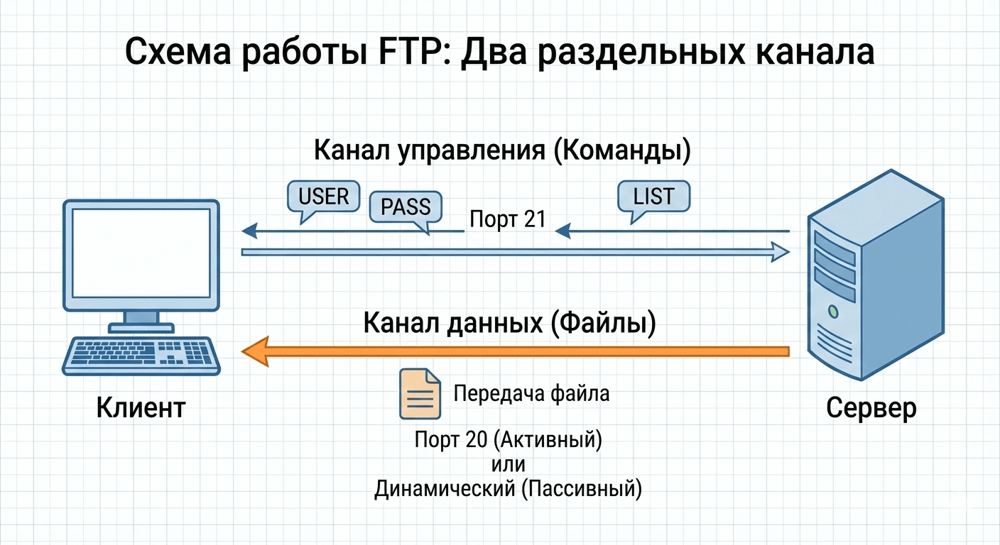 Схема работы FTP: Два раздельных канала
Канал управления (Команды)
USER
PASS
Порт 21
LIST
Канал данных (Файлы)
Передача файла
Клиент
Сервер
Порт 20 (Активный)
или
Динамический (Пассивный)